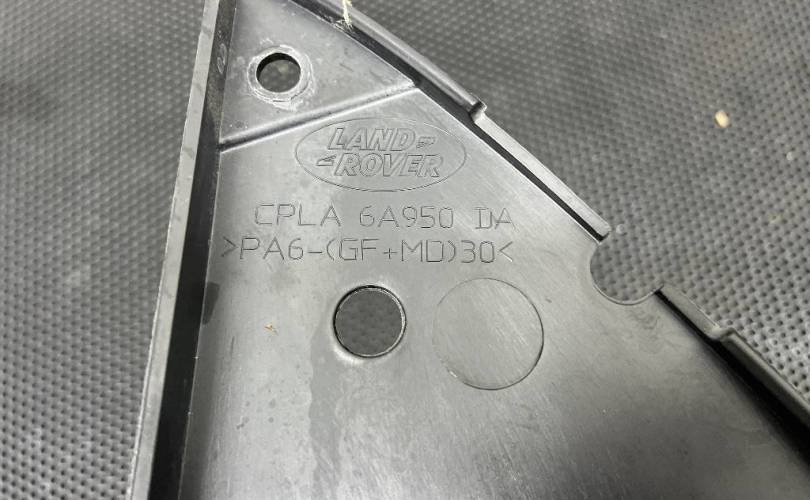 LAND
ROVER
CPLA 6A950 DA
>PA6-(GF+MD)30<